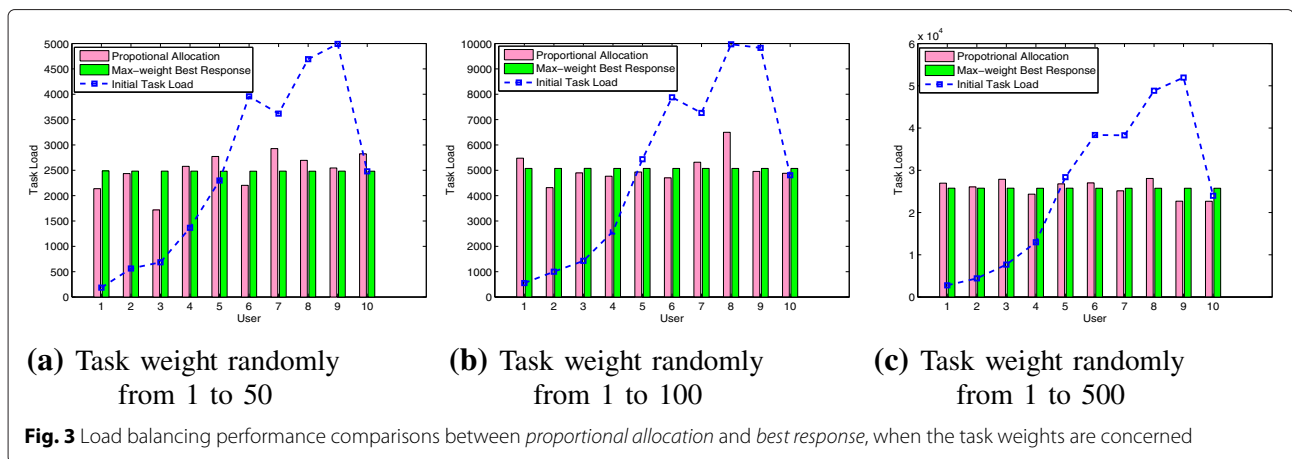 Propotional Allocation
Max-weight Best Response
Initial Task Load
5000
4500
4000
3500
3000
2500
2000
1500
1000
500
0
Task Load
1 2 3 4 5 6 7 8 9 10
User
(a) Task weight randomly
from 1 to 50
Proportional Allocation
Max-weight Best Response
Initial Task Load
10000
9000
8000
7000
6000
5000
4000
3000
2000
1000
0
Task Load
1 2 3 4 5 6 7 8 9 10
User
(b) Task weight randomly
from 1 to 100
x 10^4
Propotrional Allocation
Max-weight Best Response
Initial Task Load
6
5
4
3
2
1
0
Task Load
1 2 3 4 5 6 7 8 9 10
User
(c) Task weight randomly
from 1 to 500
Fig. 3 Load balancing performance comparisons between proportional allocation and best response, when the task weights are concerned